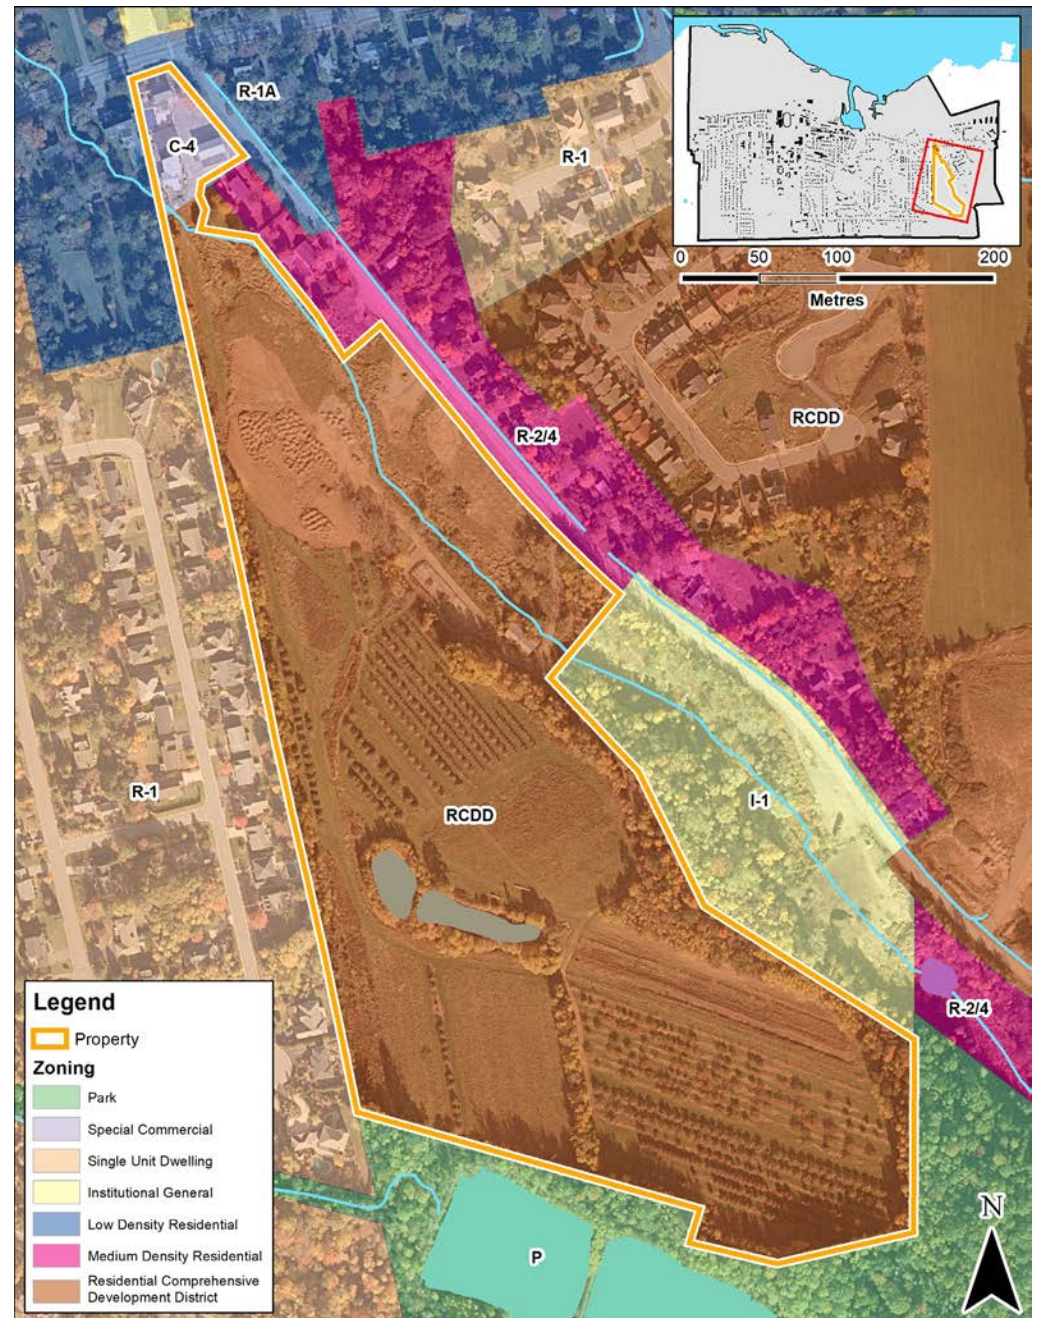 R-1A
C-4
R-1
0 50 100 200
Metres
RCDD
R-2/4
R-1
RCDD
I-1
R-2/4
P
N
Legend
Property
Zoning
Park
Special Commercial
Single Unit Dwelling
Institutional General
Low Density Residential
Medium Density Residential
Residential Comprehensive
Development District